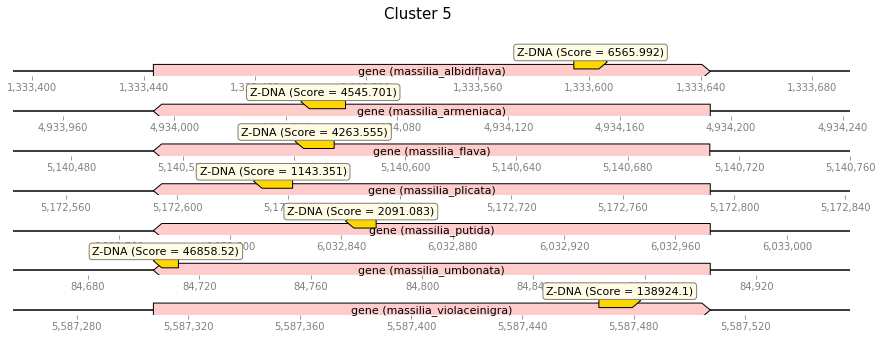 Cluster 5
Z-DNA (Score = 6565.992)
gene (massilia_albidiflava)
1,333,400 1,333,440 1,333,560 1,333,600 1,333,640 1,333,680
Z-DNA (Score = 4545.701)
gene (massilia_armeniaca)
4,933,960 4,934,000 4,934,120 4,934,160 4,934,200 4,934,240
Z-DNA (Score = 4263.555)
gene (massilia_flava)
5,140,480 5,140,600 5,140,640 5,140,680 5,140,720 5,140,760
Z-DNA (Score = 1143.351)
gene (massilia_plicata)
5,172,560 5,172,600 5,172,720 5,172,760 5,172,800 5,172,840
Z-DNA (Score = 2091.083)
gene (massilia_putida)
6,032,840 6,032,880 6,032,920 6,032,960 6,033,000
Z-DNA (Score = 46858.52)
gene (massilia_umbonata)
84,680 84,720 84,760 84,800 84,920
Z-DNA (Score = 138924.1)
gene (massilia_violaceinigra)
5,587,280 5,587,320 5,587,360 5,587,400 5,587,440 5,587,480 5,587,520